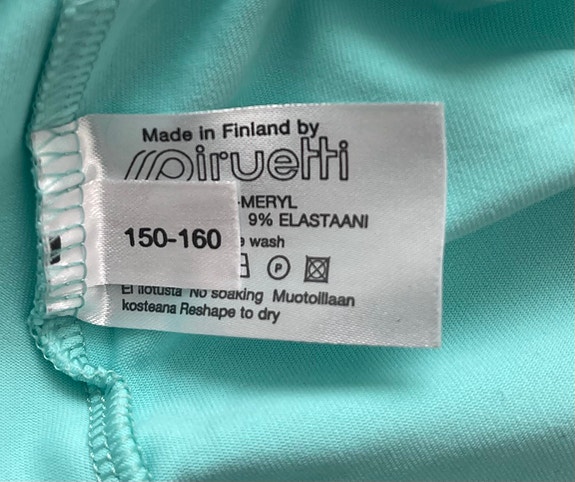 Made in Finland by
Piruetti
-MERYL
9% ELASTAANI
150-160
wash
P
Ei liotusta No soaking Muotoillaan
kosteana Reshape to dry